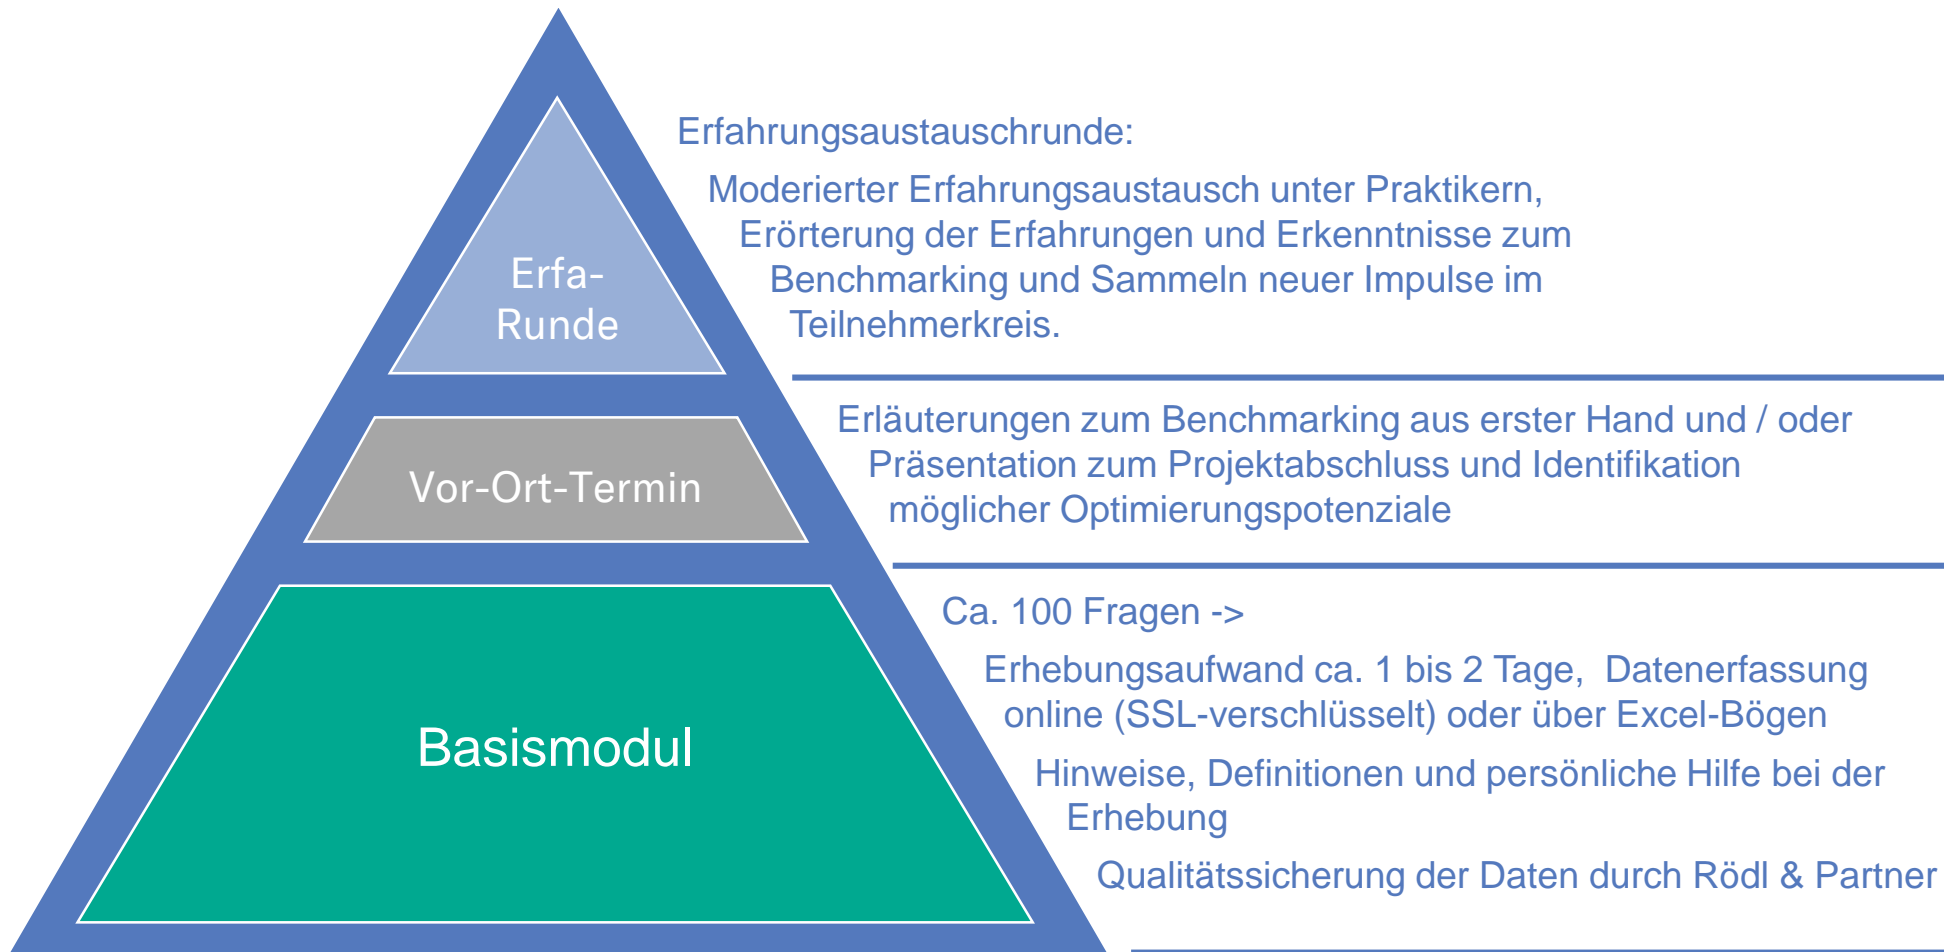 Erfahrungsaustauschrunde:
Moderierter Erfahrungsaustausch unter Praktikern,
Erörterung der Erfahrungen und Erkenntnisse zum
Benchmarking und Sammeln neuer Impulse im
Teilnehmerkreis.
Erfa-
Runde
Erläuterungen zum Benchmarking aus erster Hand und / oder
Präsentation zum Projektabschluss und Identifikation
möglicher Optimierungspotenziale
Vor-Ort-Termin
Ca. 100 Fragen ->
Erhebungsaufwand ca. 1 bis 2 Tage,  Datenerfassung
online (SSL-verschlüsselt) oder über Excel-Bögen
Hinweise, Definitionen und persönliche Hilfe bei der
Erhebung
Qualitätssicherung der Daten durch Rödl & Partner
Basismodul